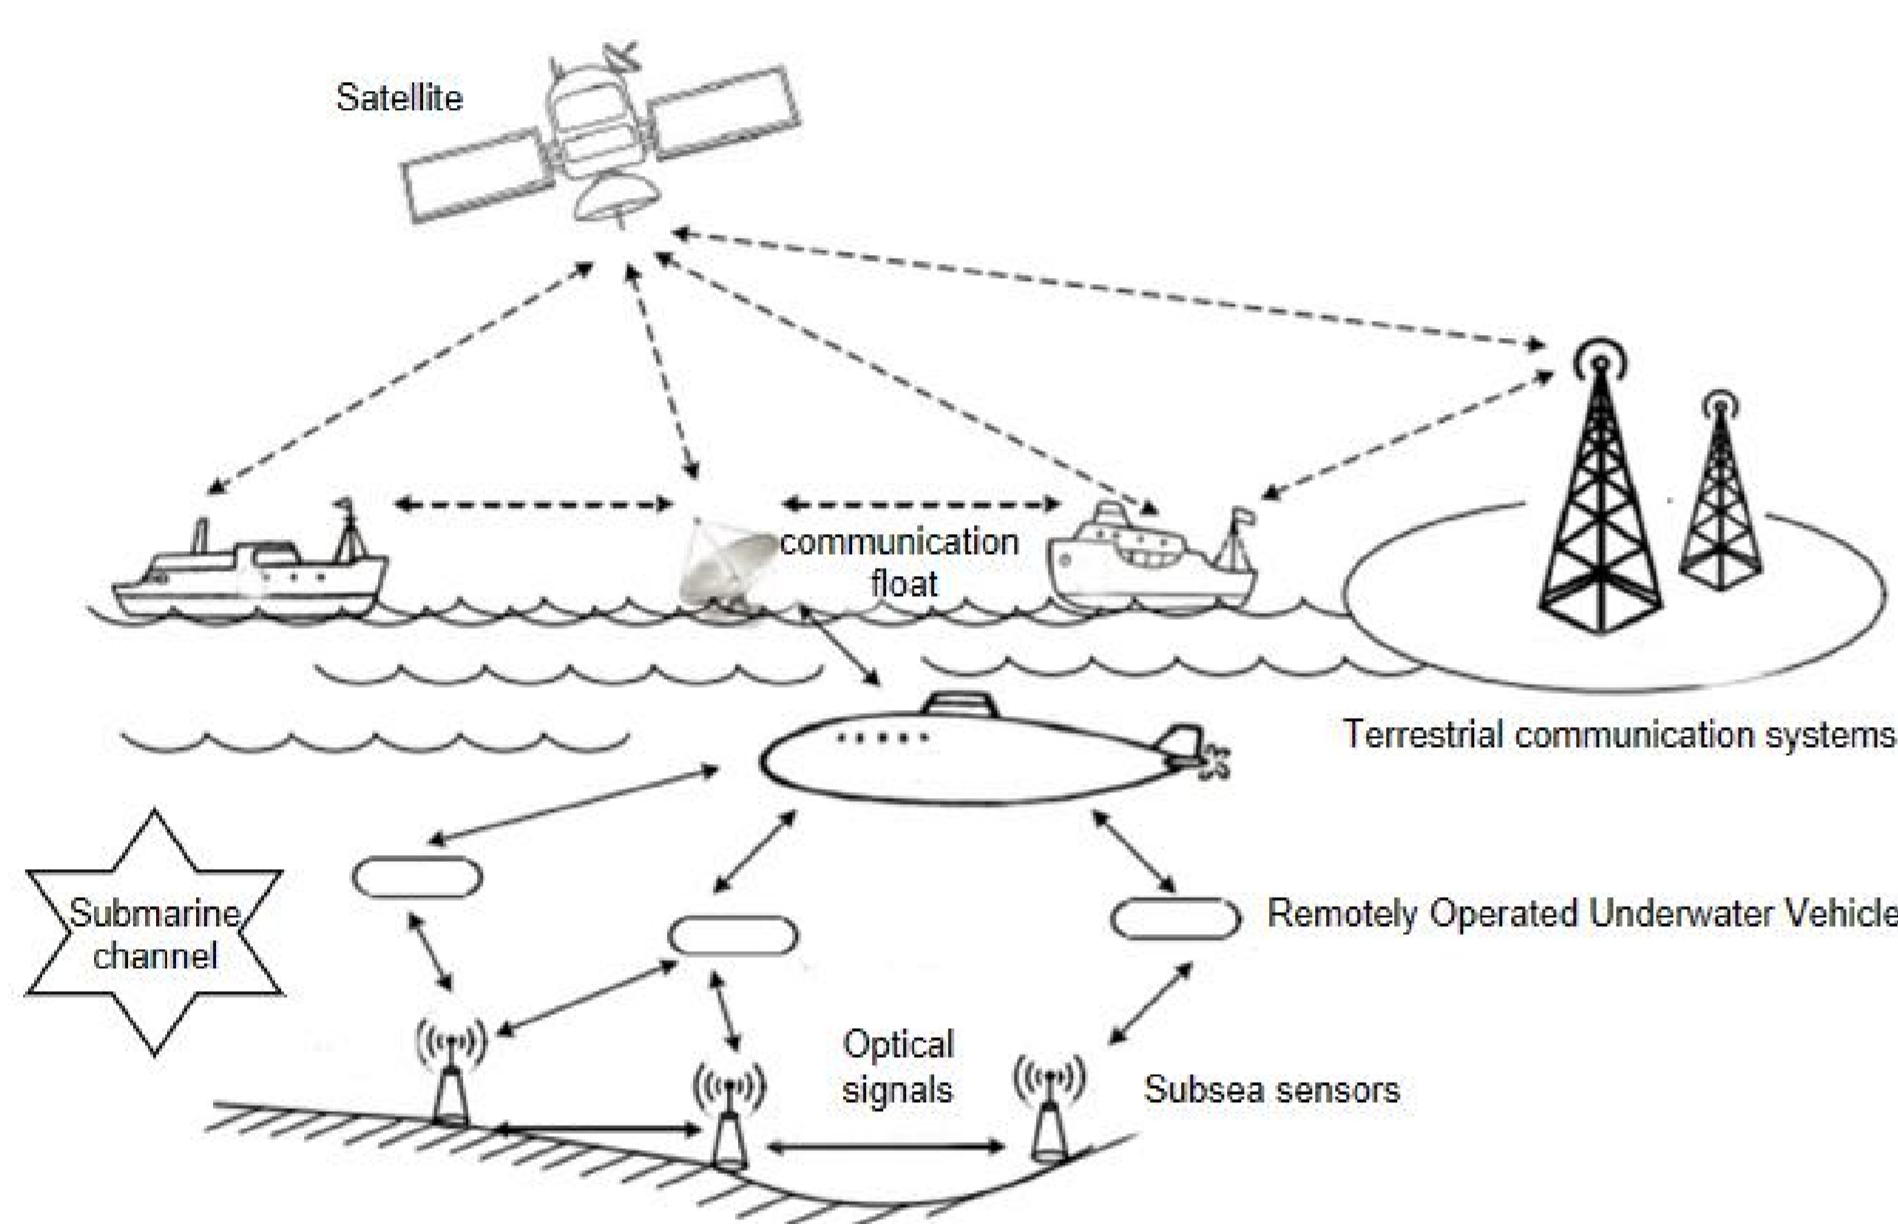 Satellite
communication
float
Terrestrial communication systems
Submarine
channel
Remotely Operated Underwater Vehicle
Optical
signals
Subsea sensors